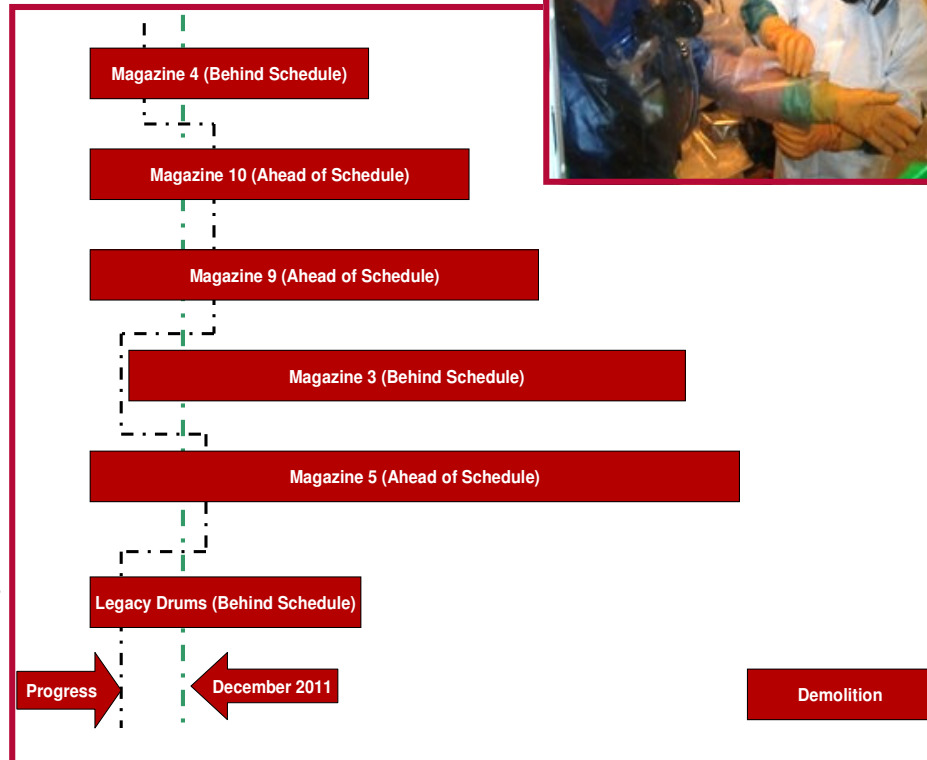 Magazine 4 (Behind Schedule)
Magazine 10 (Ahead of Schedule)
Magazine 9 (Ahead of Schedule)
Magazine 3 (Behind Schedule)
Magazine 5 (Ahead of Schedule)
Legacy Drums (Behind Schedule)
Progress
December 2011
Demolition